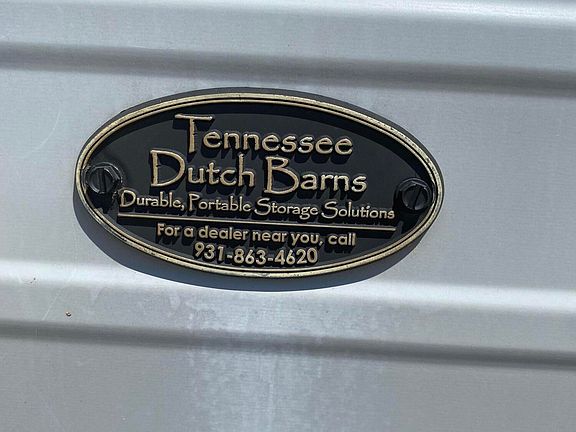 Tennessee
Dutch Barns
Durable, Portable Storage Solutions
For a dealer near you, call
931-863-4620